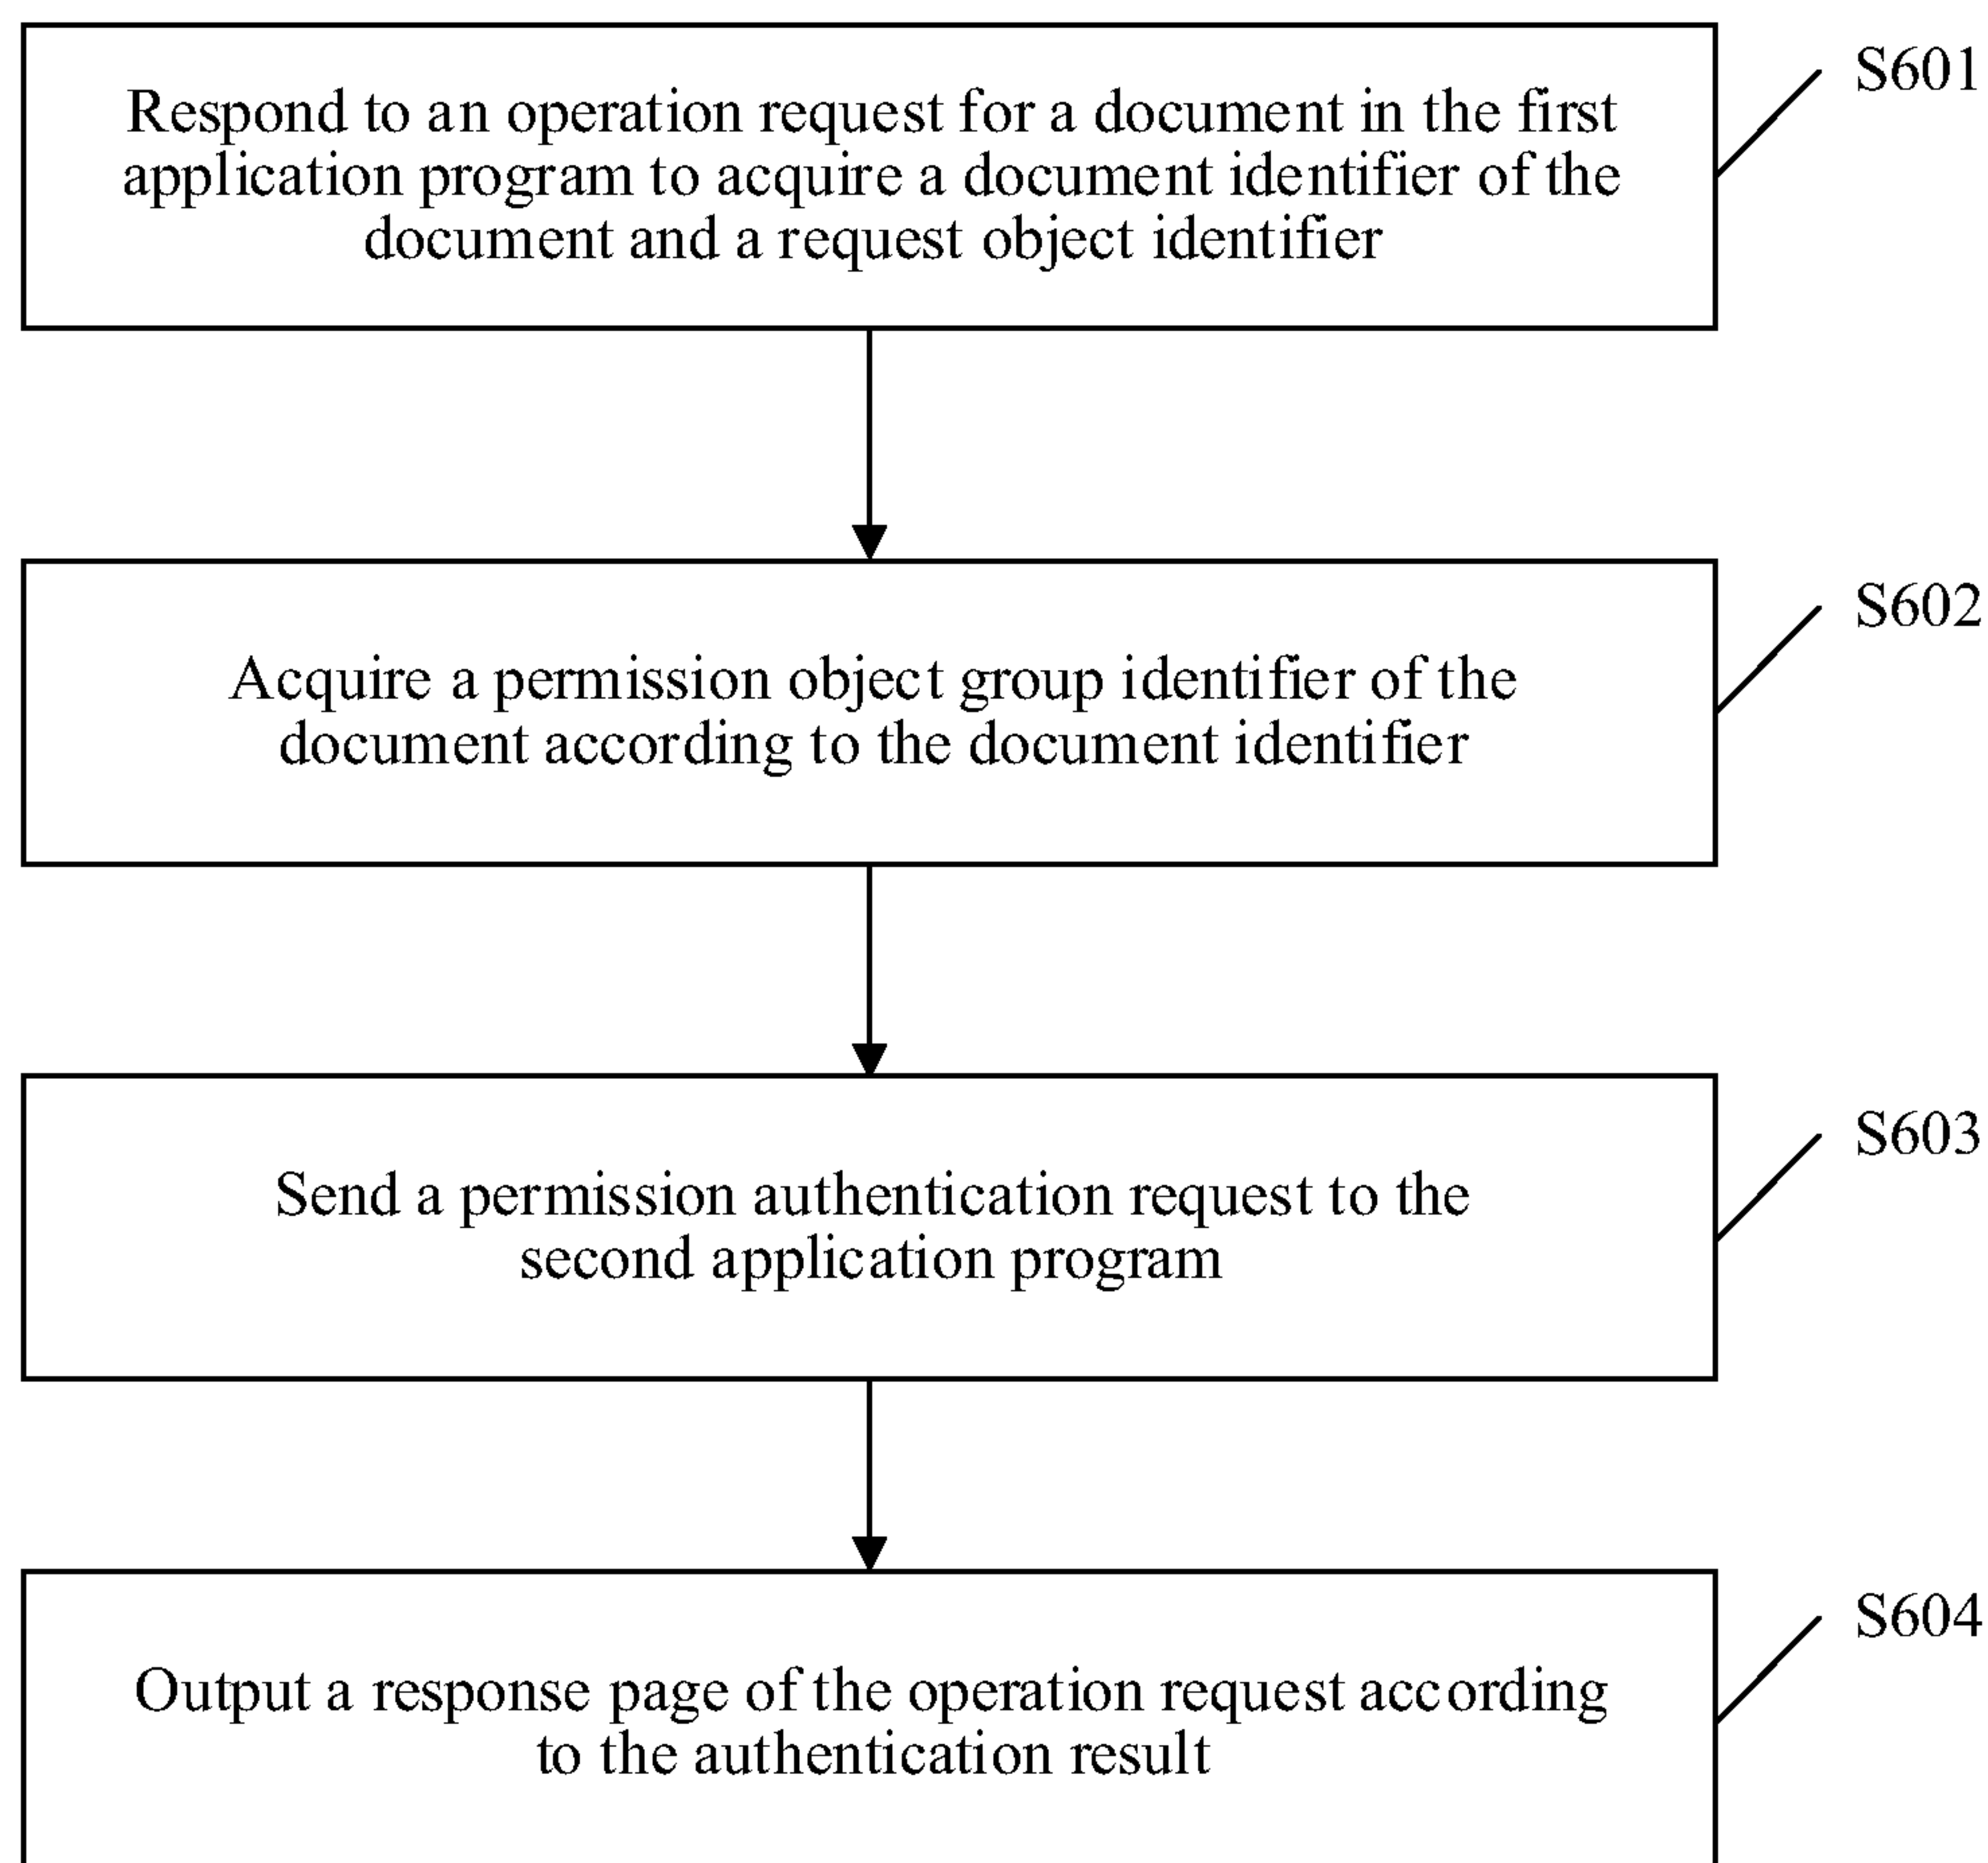 Respond to an operation request for a document in the first
application program to acquire a document identifier of the
document and a request object identifier
S601
Acquire a permission object group identifier of the
document according to the document identifier
S602
Send a permission authentication request to the
second application program
S603
Output a response page of the operation request according
to the authentication result
S604